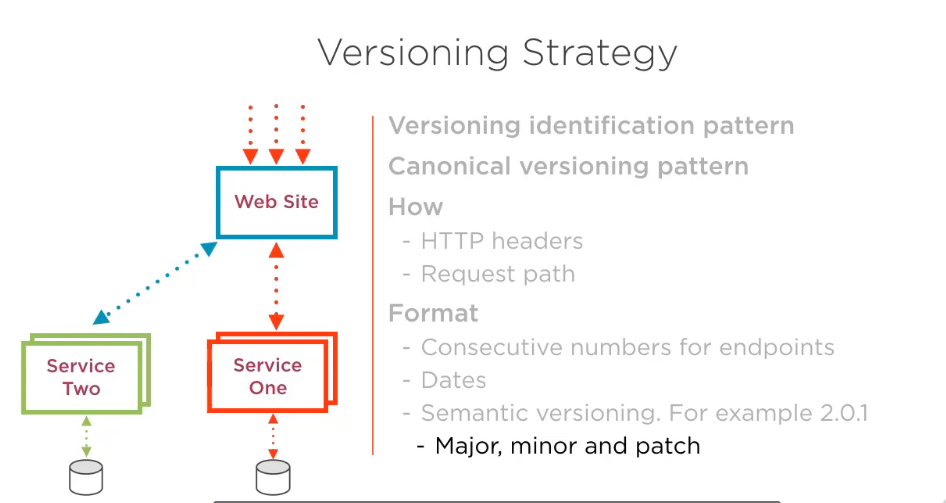 Versioning Strategy
Versioning identification pattern
Canonical versioning pattern
How
- HTTP headers
- Request path
Format
- Consecutive numbers for endpoints
- Dates
- Semantic versioning. For example 2.0.1
- Major, minor and patch
Web Site
Service
Two
Service
One